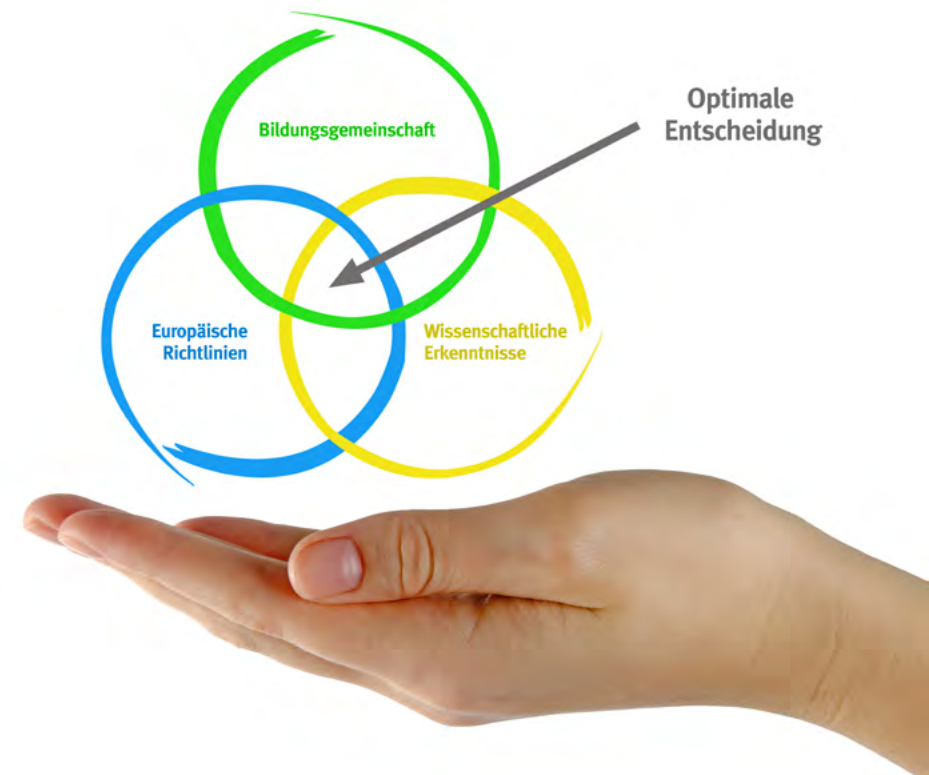 Bildungsgemeinschaft
Optimale
Entscheidung
Europäische
Richtlinien
Wissenschaftliche
Erkenntnisse